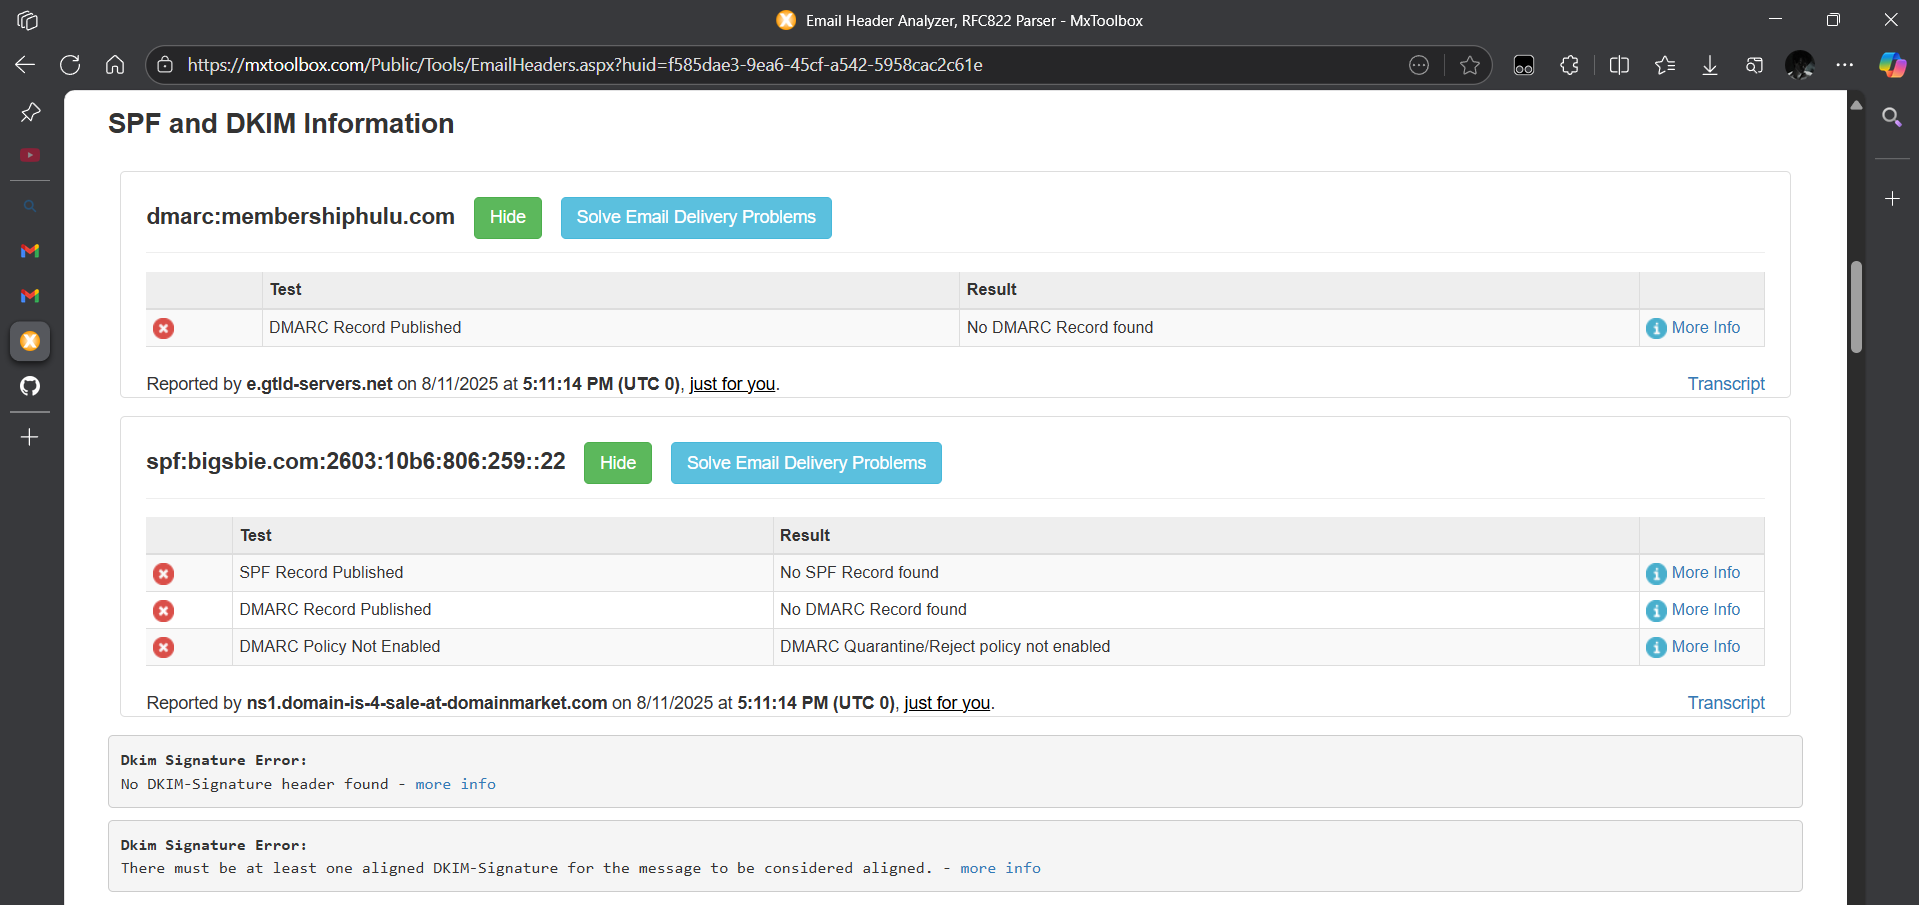 Email Header Analyzer, RFC822 Parser - MxToolbox
https://mxtoolbox.com/Public/Tools/EmailHeaders.aspx?huid=f585dae3-9ea6-45cf-a542-5958cac2c61e
SPF and DKIM Information
dmarc:membershiphulu.com Hide Solve Email Delivery Problems
Test Result
DMARC Record Published No DMARC Record found More Info
Reported by e.gtld-servers.net on 8/11/2025 at 5:11:14 PM (UTC 0), just for you. Transcript
spf:bigsbie.com:2603:10b6:806:259::22 Hide Solve Email Delivery Problems
Test Result
SPF Record Published No SPF Record found More Info
DMARC Record Published No DMARC Record found More Info
DMARC Policy Not Enabled DMARC Quarantine/Reject policy not enabled More Info
Reported by ns1.domain-is-4-sale-at-domainmarket.com on 8/11/2025 at 5:11:14 PM (UTC 0), just for you. Transcript
Dkim Signature Error:
No DKIM-Signature header found - more info
Dkim Signature Error:
There must be at least one aligned DKIM-Signature for the message to be considered aligned. - more info